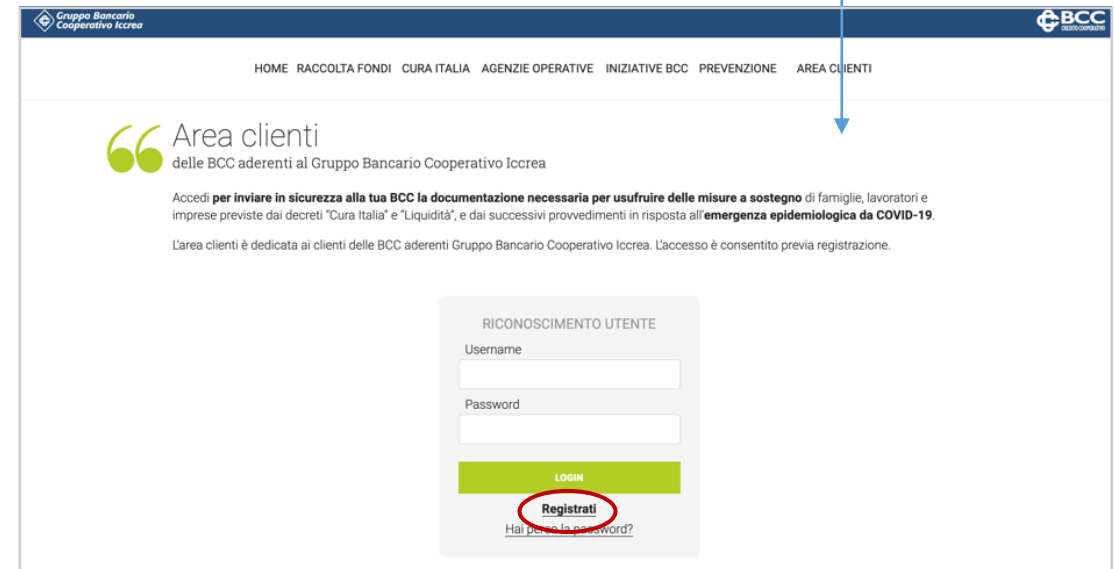 Gruppo Bancario
Cooperativo Iccrea
BCC
CREDITO COOPERATIVO
HOME RACCOLTA FONDI CURA ITALIA AGENZIE OPERATIVE INIZIATIVE BCC PREVENZIONE AREA CLIENTI
Area clienti
delle BCC aderenti al Gruppo Bancario Cooperativo Iccrea
Accedi per inviare in sicurezza alla tua BCC la documentazione necessaria per usufruire delle misure a sostegno di famiglie, lavoratori e
imprese previste dai decreti “Cura Italia” e “Liquidità”, e dai successivi provvedimenti in risposta all’emergenza epidemiologica da COVID-19.
L’area clienti è dedicata ai clienti delle BCC aderenti Gruppo Bancario Cooperativo Iccrea. L’accesso è consentito previa registrazione.
RICONOSCIMENTO UTENTE
Username
Password
LOGIN
Registrati
Hai perso la password?